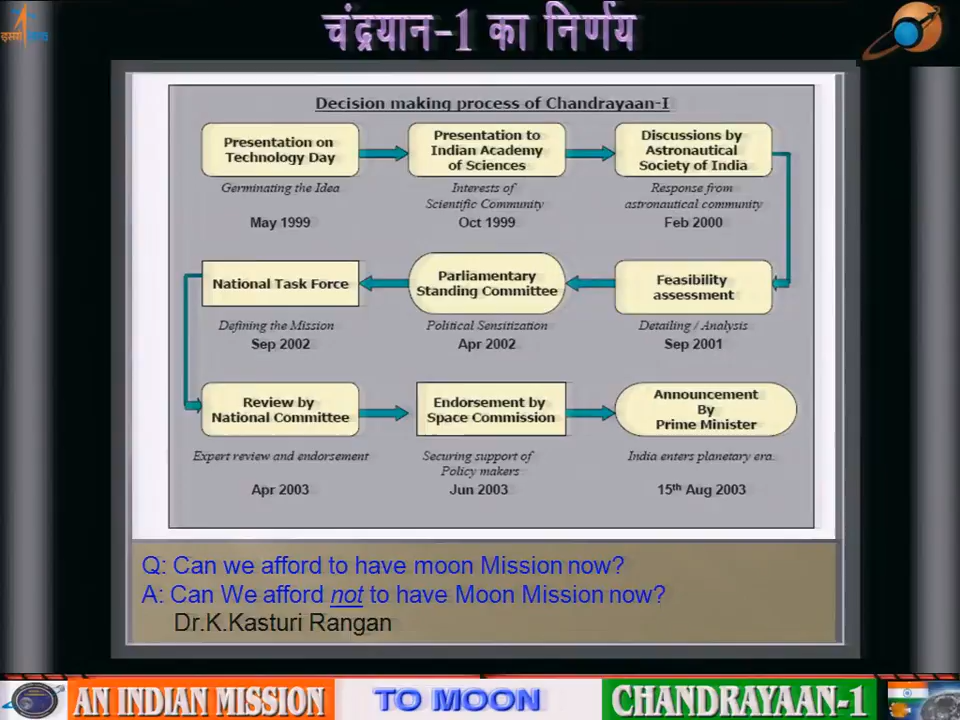 चंद्रयान-1 का निर्णय
Decision making process of Chandrayaan-I
Presentation on
Technology Day
Germinating the Idea
May 1999
Presentation to
Indian Academy
of Sciences
Interests of
Scientific Community
Oct 1999
Discussions by
Astronautical
Society of India
Response from
astronautical community
Feb 2000
Feasibility
assessment
Detailing / Analysis
Sep 2001
Parliamentary
Standing Committee
Political Sensitization
Apr 2002
National Task Force
Defining the Mission
Sep 2002
Review by
National Committee
Expert review and endorsement
Apr 2003
Endorsement by
Space Commission
Securing support of
Policy makers
Jun 2003
Announcement
By
Prime Minister
India enters planetary era.
15th Aug 2003
Q: Can we afford to have moon Mission now?
A: Can We afford not to have Moon Mission now?
Dr.K.Kasturi Rangan
AN INDIAN MISSION TO MOON CHANDRAYAAN-1